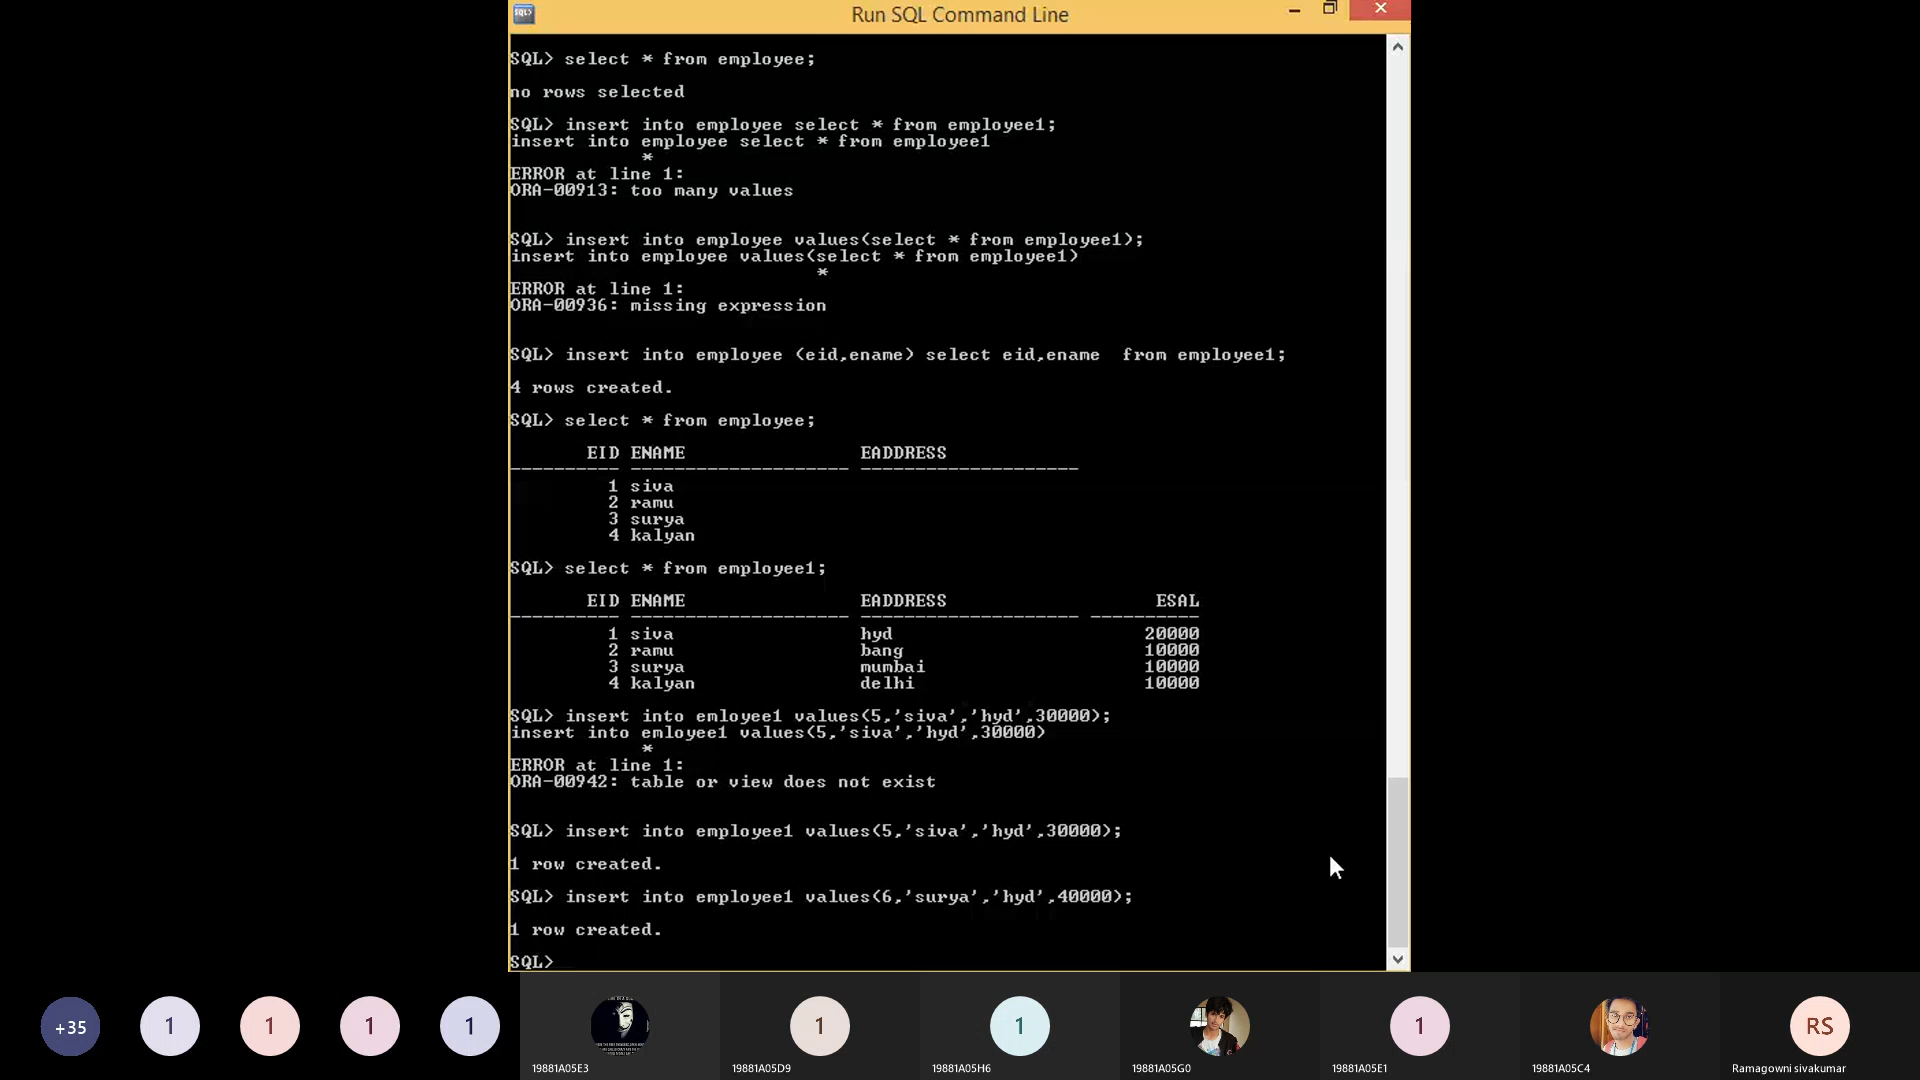 Run SQL Command Line
SQL> select * from employee;
no rows selected
SQL> insert into employee select * from employee1;
insert into employee select * from employee1
*
ERROR at line 1:
ORA-00913: too many values
SQL> insert into employee values(select * from employee1);
insert into employee values(select * from employee1)
*
ERROR at line 1:
ORA-00936: missing expression
SQL> insert into employee (eid,ename) select eid,ename  from employee1;
4 rows created.
SQL> select * from employee;
EID ENAME EADDRESS
---------- -------------------- --------------------
1 siva
2 ramu
3 surya
4 kalyan
SQL> select * from employee1;
EID ENAME EADDRESS ESAL
---------- -------------------- -------------------- ----------
1 siva hyd 20000
2 ramu bang 10000
3 surya mumbai 10000
4 kalyan delhi 10000
SQL> insert into emloyee1 values(5,'siva','hyd',30000);
insert into emloyee1 values(5,'siva','hyd',30000)
*
ERROR at line 1:
ORA-00942: table or view does not exist
SQL> insert into employee1 values(5,'siva','hyd',30000);
1 row created.
SQL> insert into employee1 values(6,'surya','hyd',40000);
1 row created.
SQL>
+35 1 1 1 1 1 1 1 RS
19881A05E3 19881A05D9 19881A05H6 19881A05G0 19881A05E1 19881A05C4 Ramagowni sivakumar